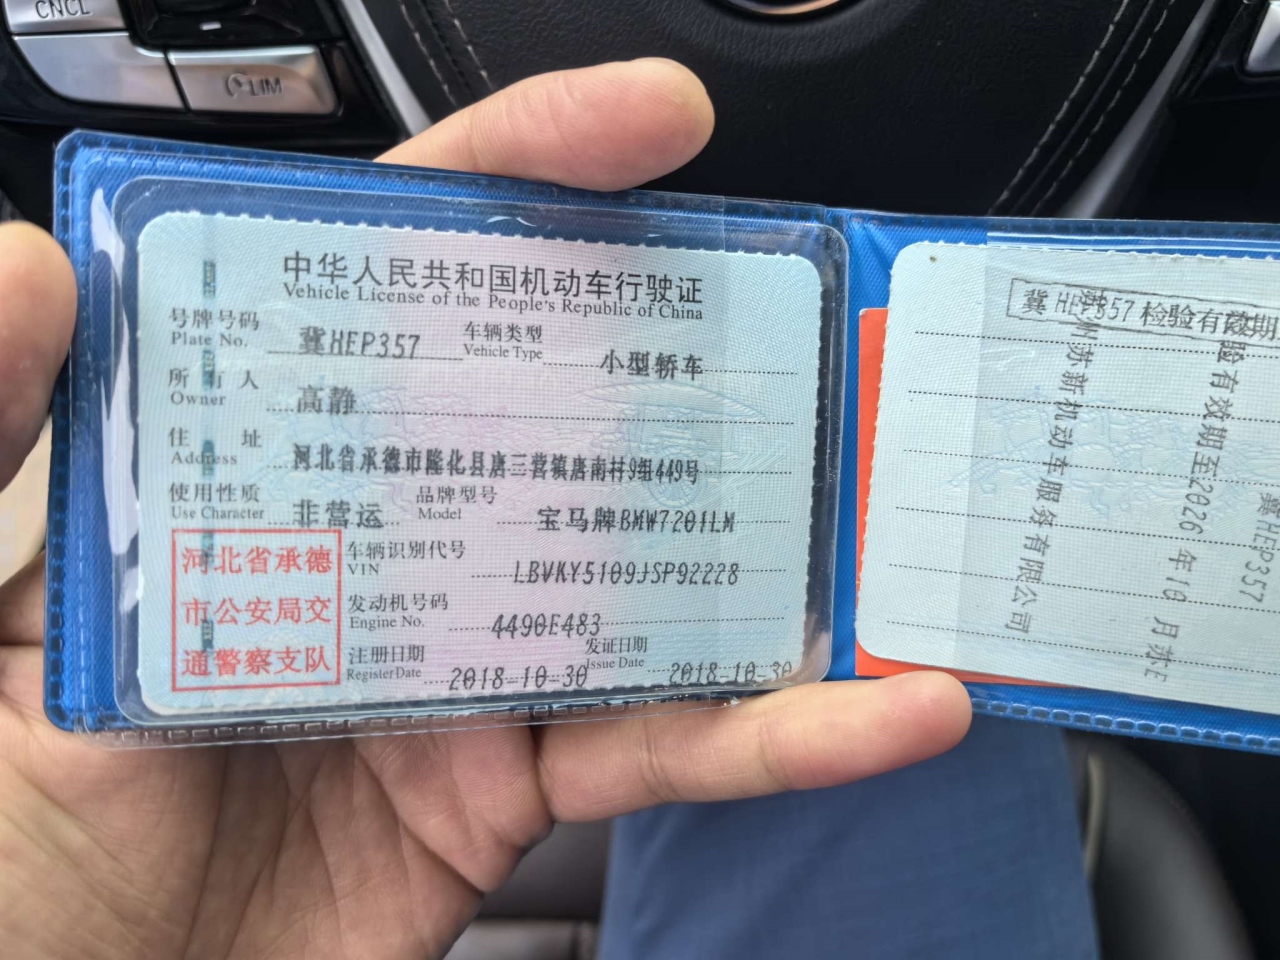 CNCL
LIM
中华人民共和国机动车行驶证
Vehicle License of the People's Republic of China
号牌号码 冀HEP357 车辆类型 小型轿车
Plate No. Vehicle Type
所有人 高静
Owner
住址 河北省承德市隆化县唐三营镇唐南村9组449号
Address
使用性质 非营运 品牌型号 宝马牌BMW7201LM
Use Character Model
河北省承德
市公安局交
通警察支队
车辆识别代号 LBVKY5109JSP92228
VIN
发动机号码 4490E483
Engine No.
注册日期 2018-10-30 发证日期 2018-10-30
Register Date Issue Date
冀HEP357检验有效期
苏新机动车服务有限公司
验有效期至2026年10月
冀HEP357